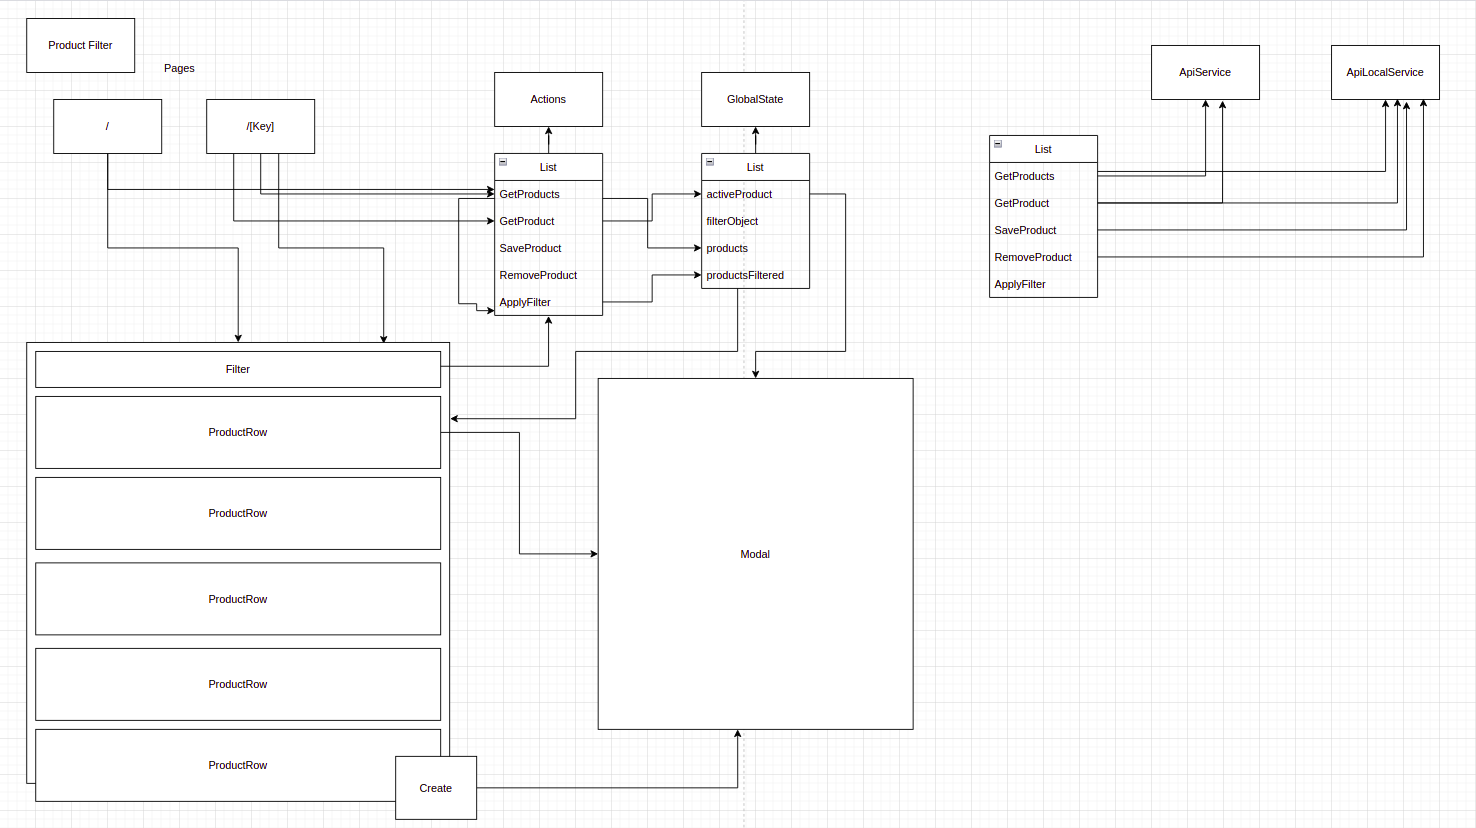 Product Filter
Pages
/
/[Key]
Actions
GlobalState
ApiService
ApiLocalService
List
GetProducts
GetProduct
SaveProduct
RemoveProduct
ApplyFilter
List
activeProduct
filterObject
products
productsFiltered
List
GetProducts
GetProduct
SaveProduct
RemoveProduct
ApplyFilter
Filter
ProductRow
ProductRow
ProductRow
ProductRow
ProductRow
Create
Modal